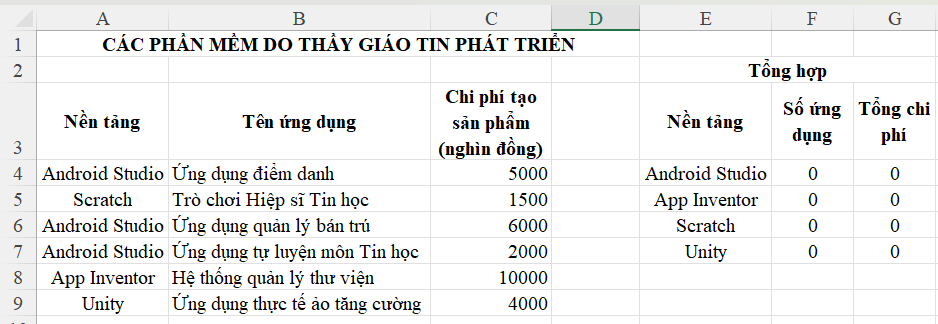 A B C D E F G
1 CÁC PHẦN MỀM DO THẦY GIÁO TIN PHÁT TRIỂN
2 Tổng hợp
3 Nền tảng Tên ứng dụng Chi phí tạo sản phẩm (nghìn đồng) Nền tảng Số ứng dụng Tổng chi phí
4 Android Studio Ứng dụng điểm danh 5000 Android Studio 0 0
5 Scratch Trò chơi Hiệp sĩ Tin học 1500 App Inventor 0 0
6 Android Studio Ứng dụng quản lý bán trú 6000 Scratch 0 0
7 Android Studio Ứng dụng tự luyện môn Tin học 2000 Unity 0 0
8 App Inventor Hệ thống quản lý thư viện 10000
9 Unity Ứng dụng thực tế ảo tăng cường 4000